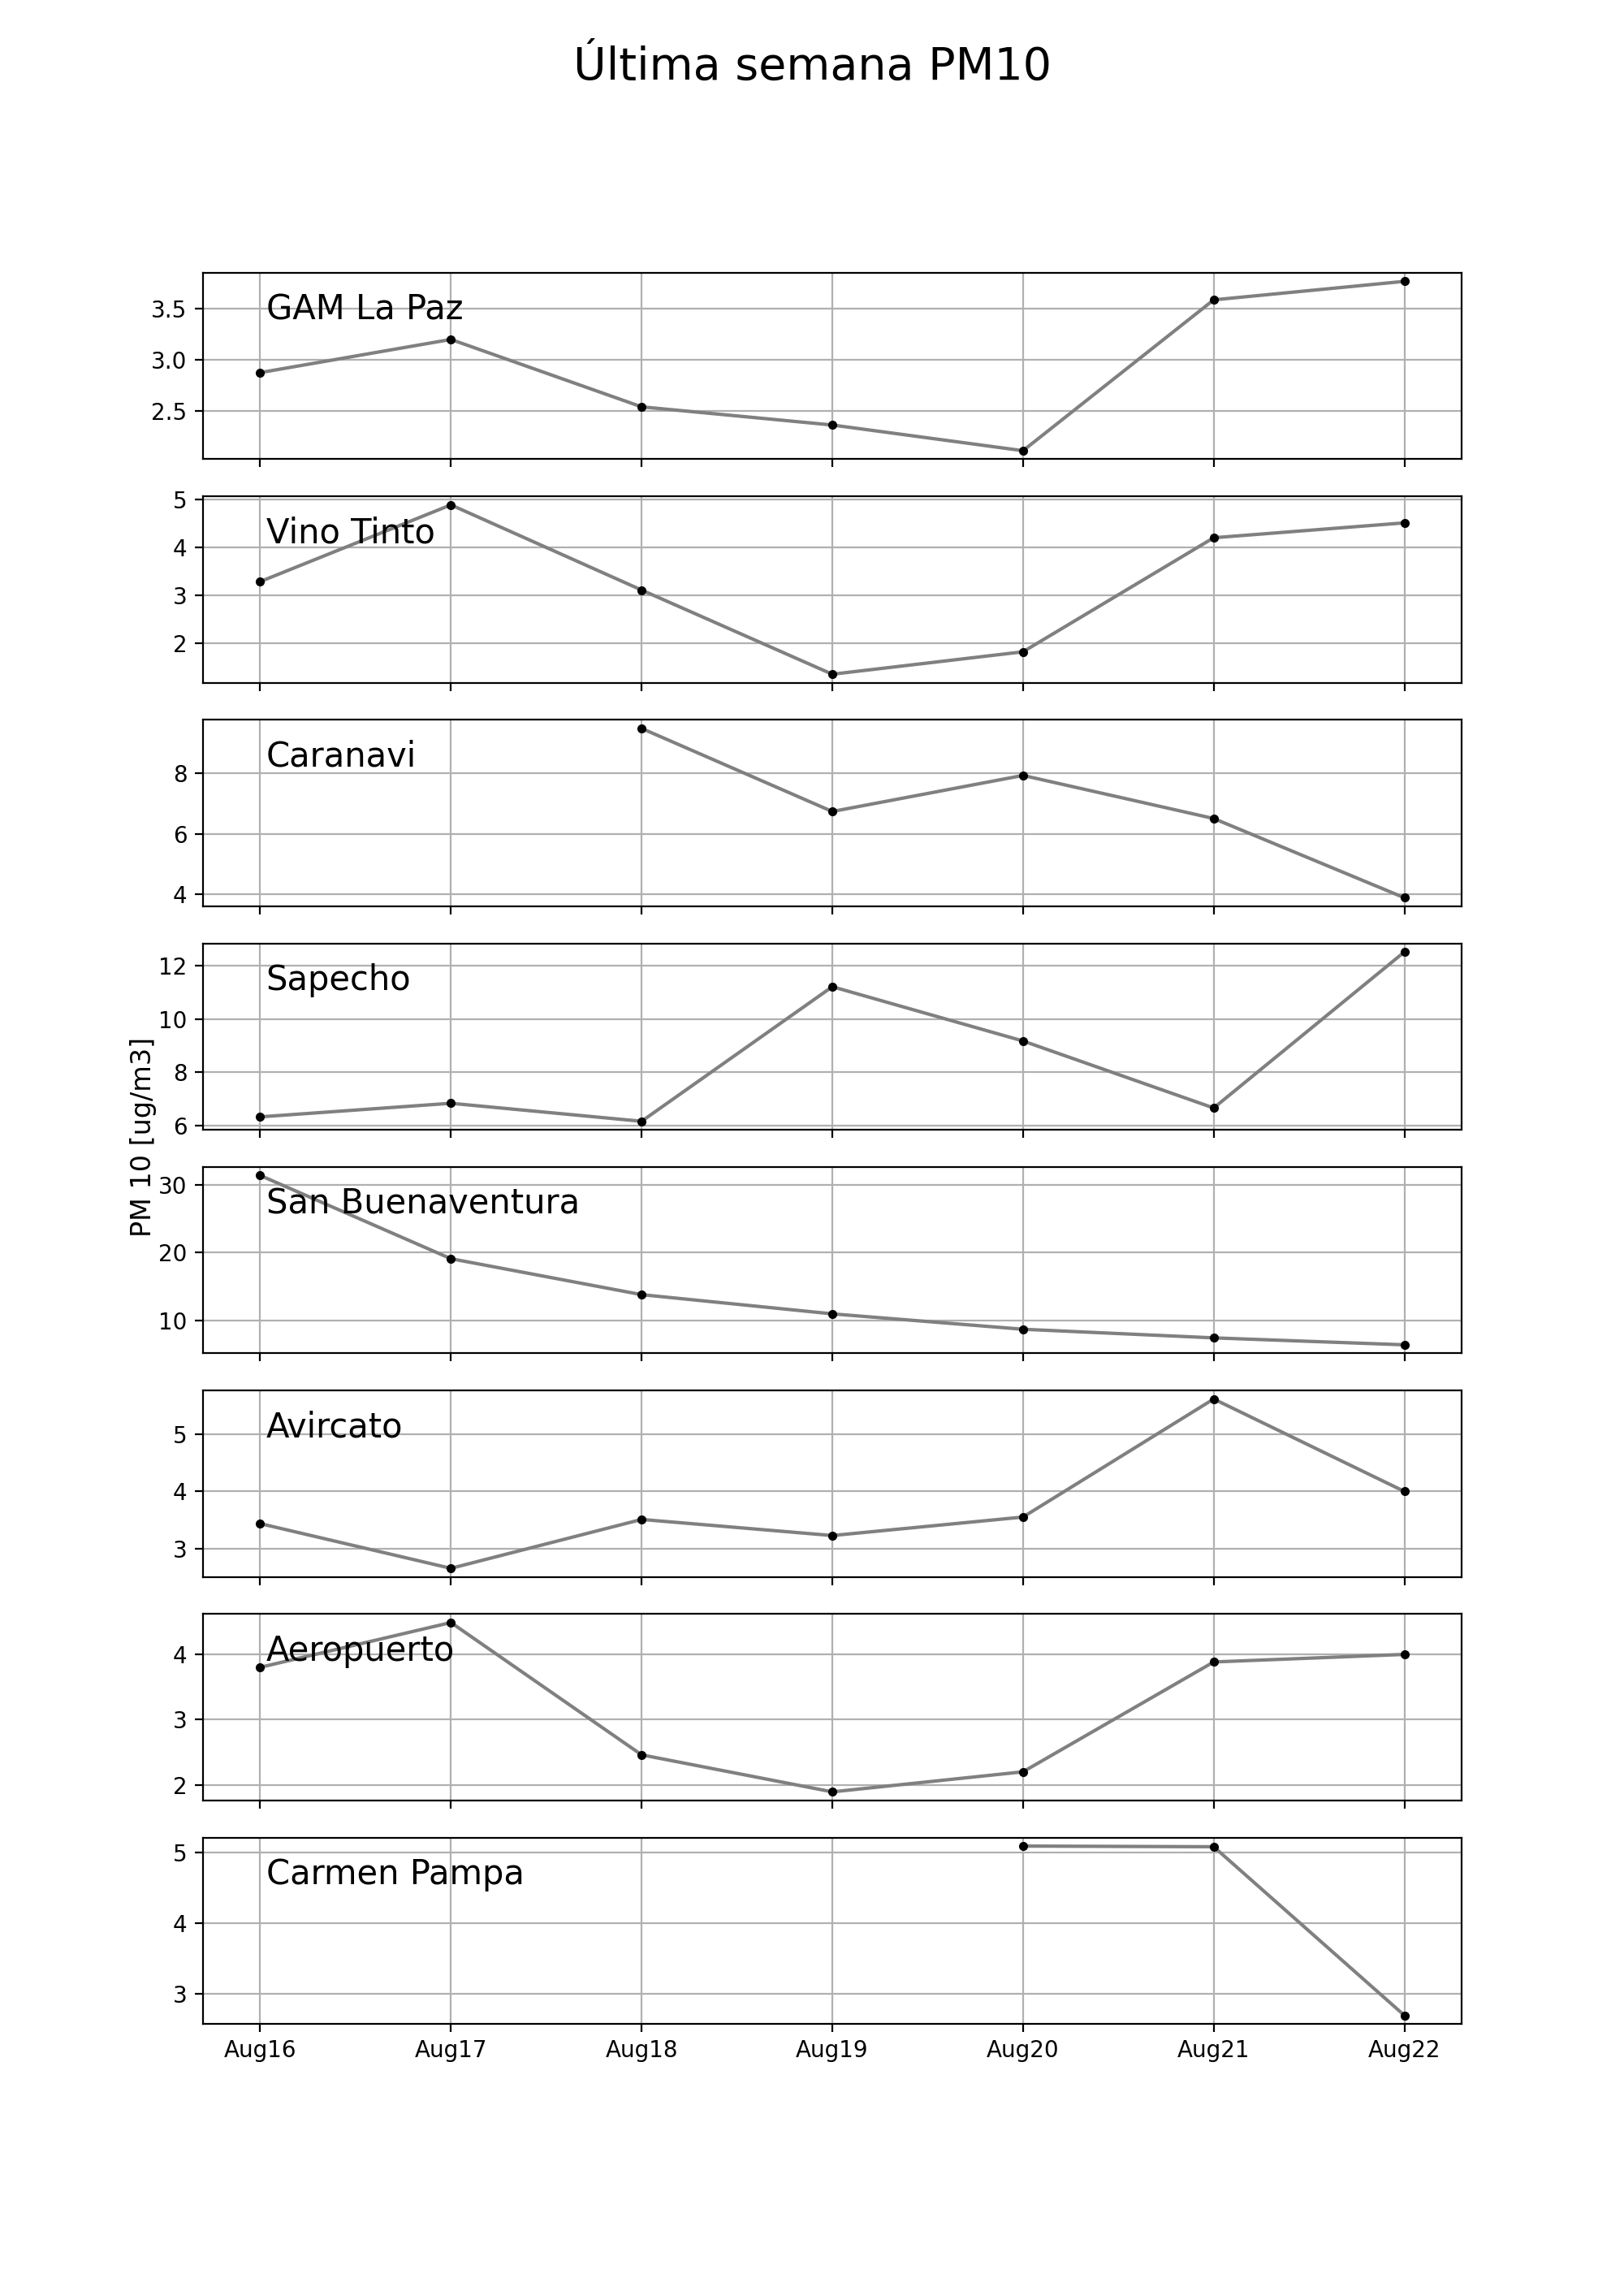 Última semana PM10
GAM La Paz
3.5
3.0
2.5
Vino Tinto
5
4
3
2
Caranavi
8
6
4
Sapecho
12
10
8
6
PM 10 [ug/m3]
San Buenaventura
30
20
10
Avircato
5
4
3
Aeropuerto
4
3
2
Carmen Pampa
5
4
3
Aug16 Aug17 Aug18 Aug19 Aug20 Aug21 Aug22